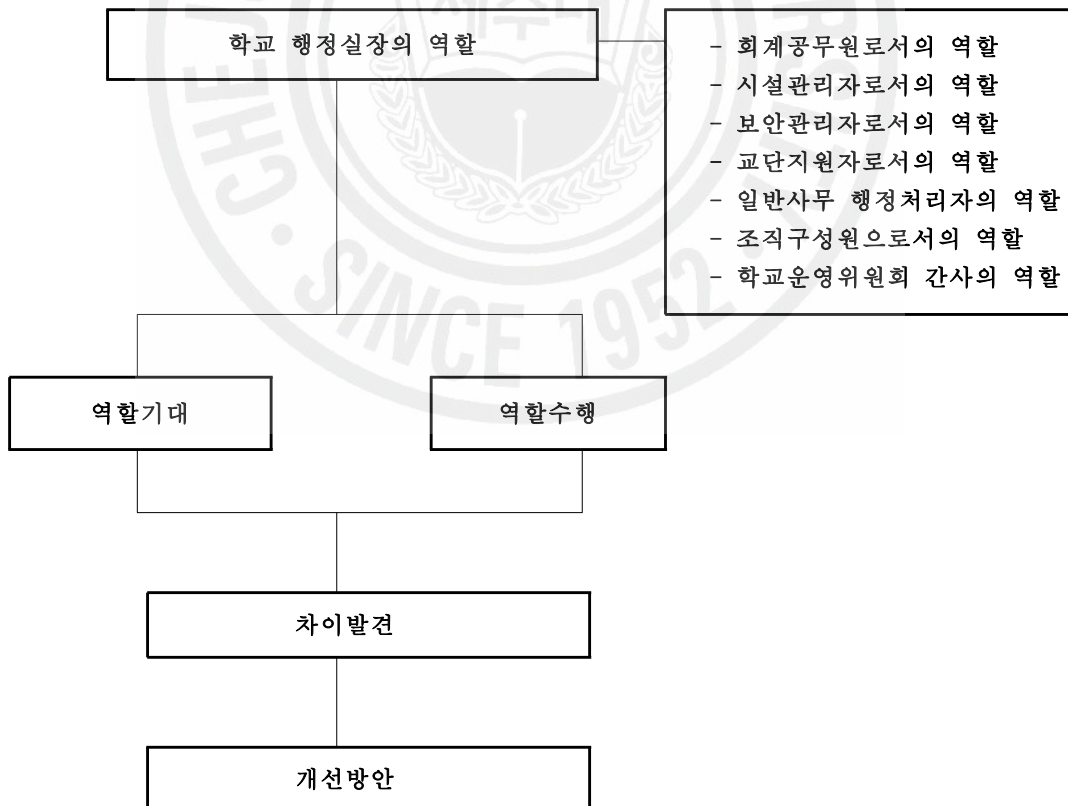 학교 행정실장의 역할
- 회계공무원로서의 역할
- 시설관리자로서의 역할
- 보안관리자로서의 역할
- 교단지원자로서의 역할
- 일반사무 행정처리자의 역할
- 조직구성원으로서의 역할
- 학교운영위원회 간사의 역할
역할기대
역할수행
차이발견
개선방안
SINCE 1952